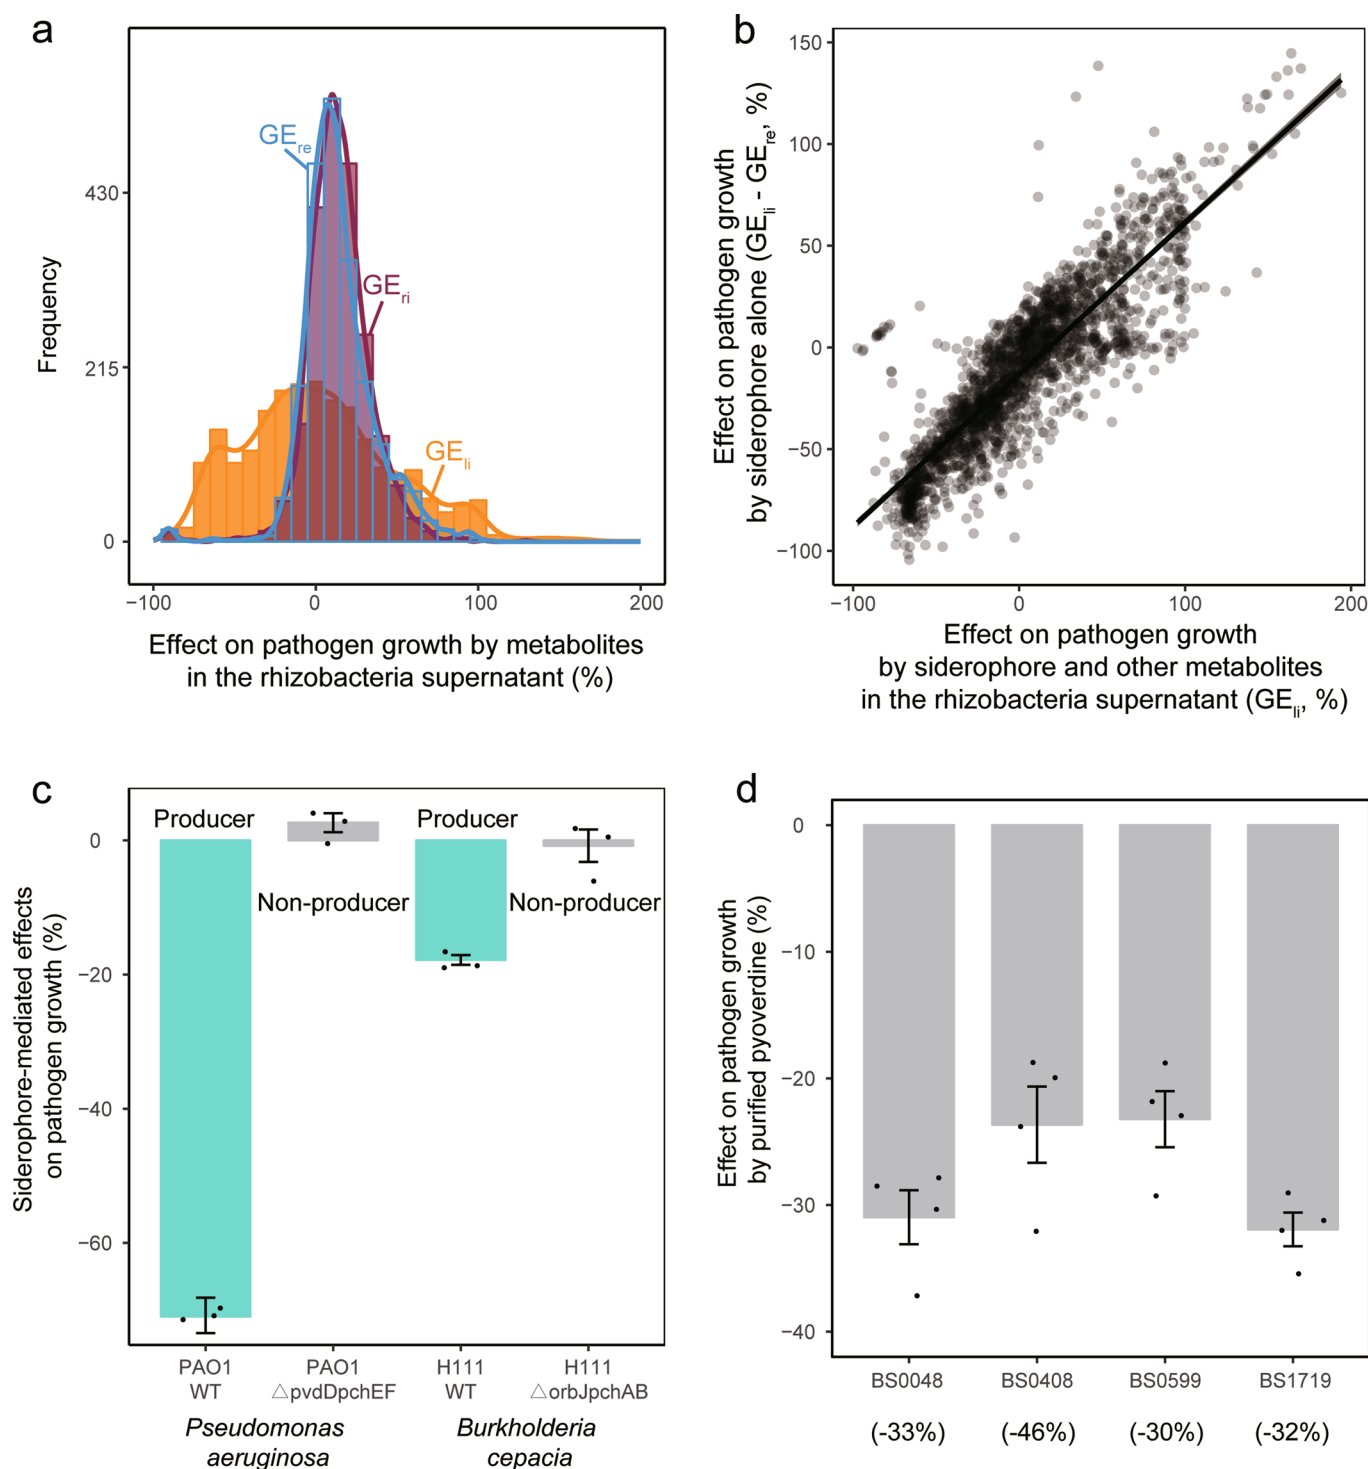 a
GEre
GEri
GEli
430
215
0
Frequency
−100
0
100
200
Effect on pathogen growth by metabolites
in the rhizobacteria supernatant (%)
b
150
100
50
0
−50
−100
Effect on pathogen growth
by siderophore alone (GEli - GEre, %)
−100
0
100
200
Effect on pathogen growth
by siderophore and other metabolites
in the rhizobacteria supernatant (GEli, %)
c
Producer
Producer
Non-producer
Non-producer
0
−20
−40
−60
Siderophore-mediated effects
on pathogen growth (%)
PAO1
WT
PAO1
△pvdDpchEF
H111
WT
H111
△orbJpchAB
Pseudomonas
aeruginosa
Burkholderia
cepacia
d
0
−10
−20
−30
−40
Effect on pathogen growth
by purified pyoverdine (%)
BS0048
BS0408
BS0599
BS1719
(-33%)
(-46%)
(-30%)
(-32%)